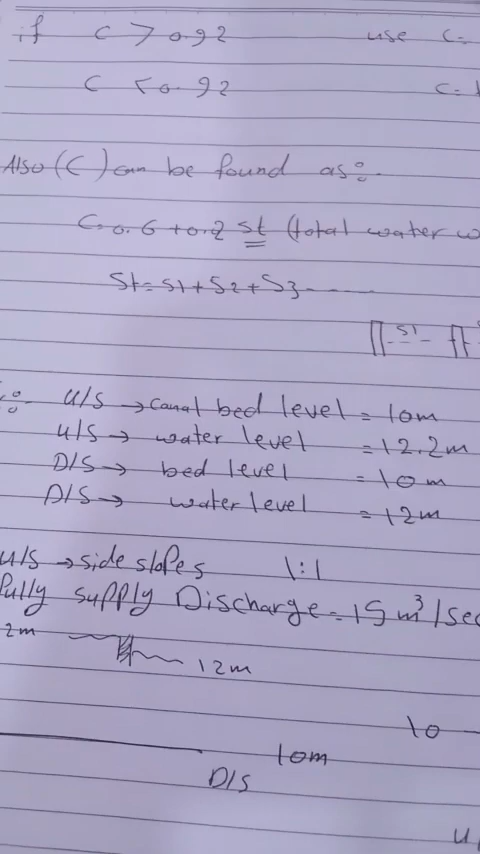 if C > 0.92 use C=
C < 0.92 C=1
Also (C) can be found as:-
C=0.6+0.2 st (total water w
St=S1+S2+S3------
S1
:- U/S → canal bed level = 10m
U/S → water level = 12.2m
D/S → bed level = 10m
D/S → water level = 12m
U/S → side slopes 1:1
fully supply Discharge = 15 m³/sec
2m 12m
10
10m
D/S
U